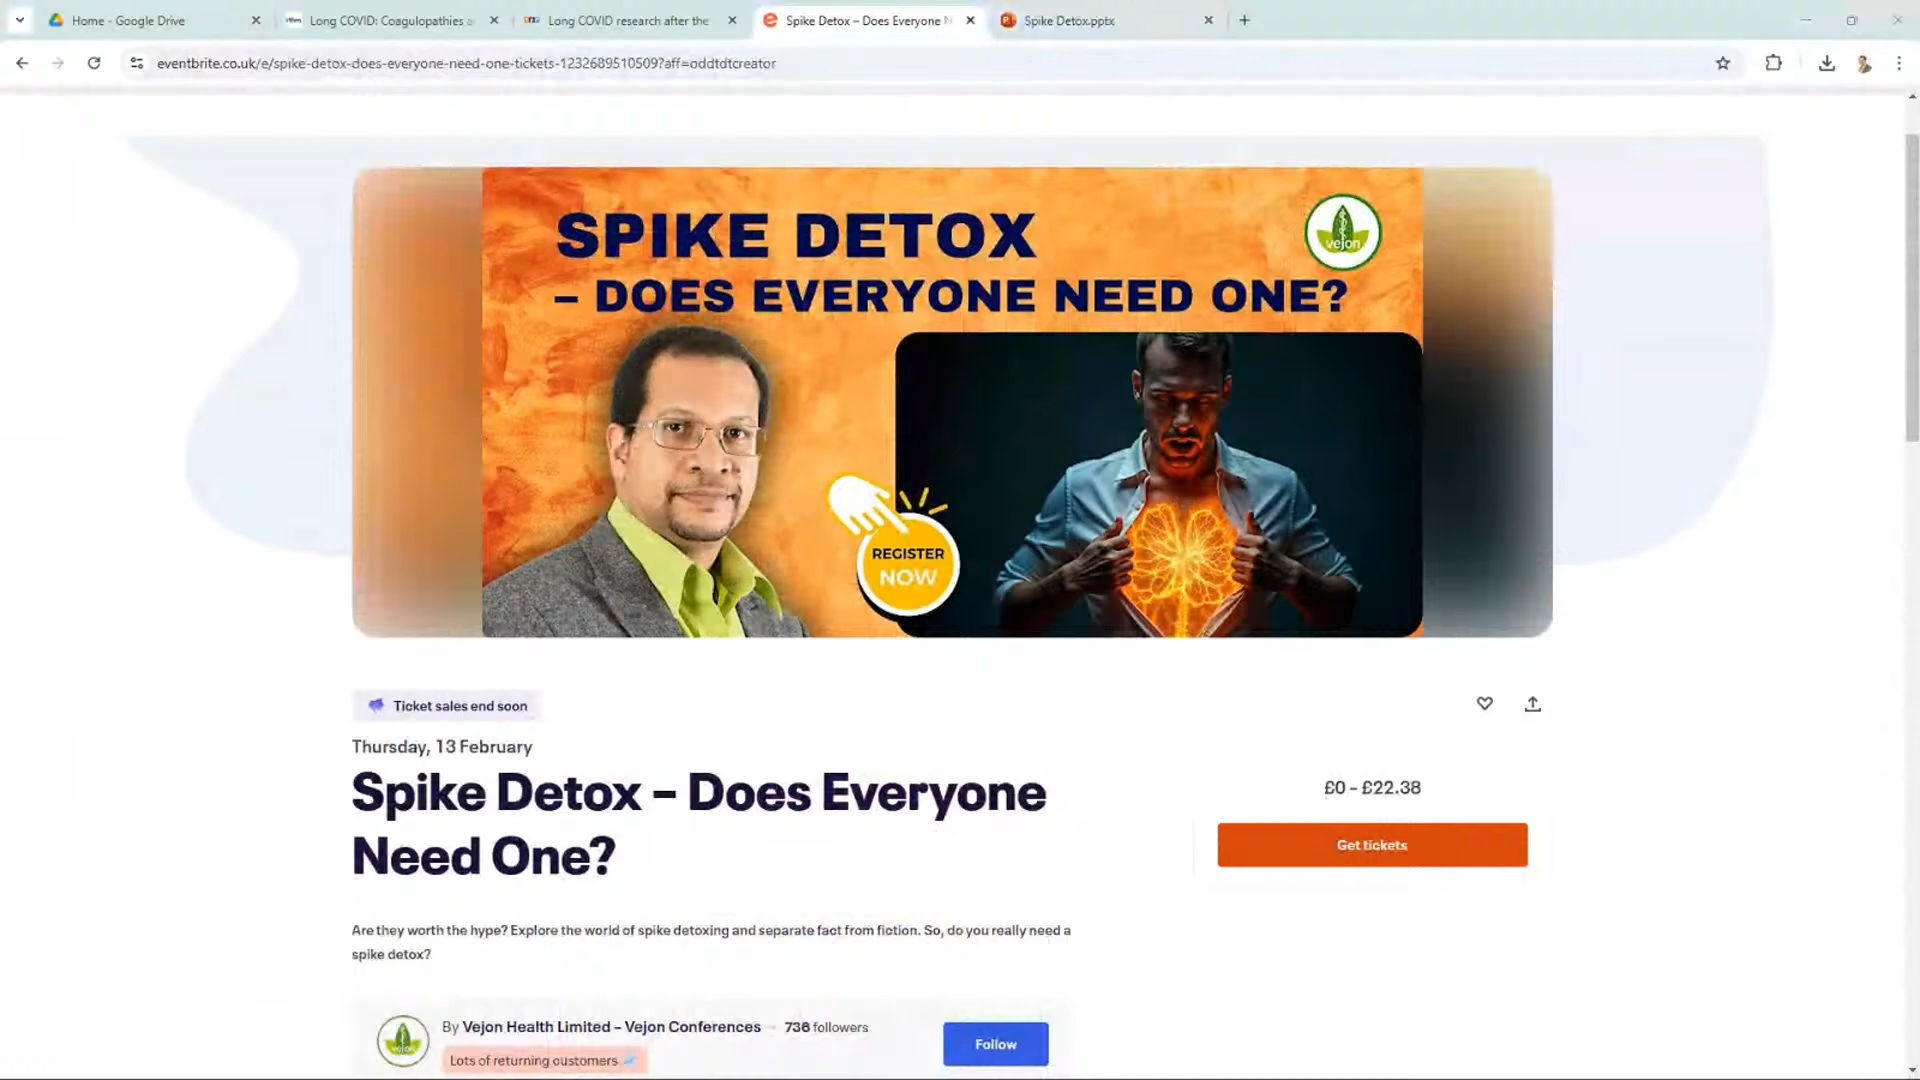 Home - Google Drive
Long COVID: Coagulopathies a
Long COVID research after the
Spike Detox – Does Everyone N
Spike Detox.pptx
eventbrite.co.uk/e/spike-detox-does-everyone-need-one-tickets-1232689510509?aff=oddtdtcreator
SPIKE DETOX
– DOES EVERYONE NEED ONE?
vejon
REGISTER
NOW
Ticket sales end soon
Thursday, 13 February
Spike Detox – Does Everyone
Need One?
£0 – £22.38
Get tickets
Are they worth the hype? Explore the world of spike detoxing and separate fact from fiction. So, do you really need a
spike detox?
By Vejon Health Limited – Vejon Conferences
736 followers
Follow
Lots of returning customers